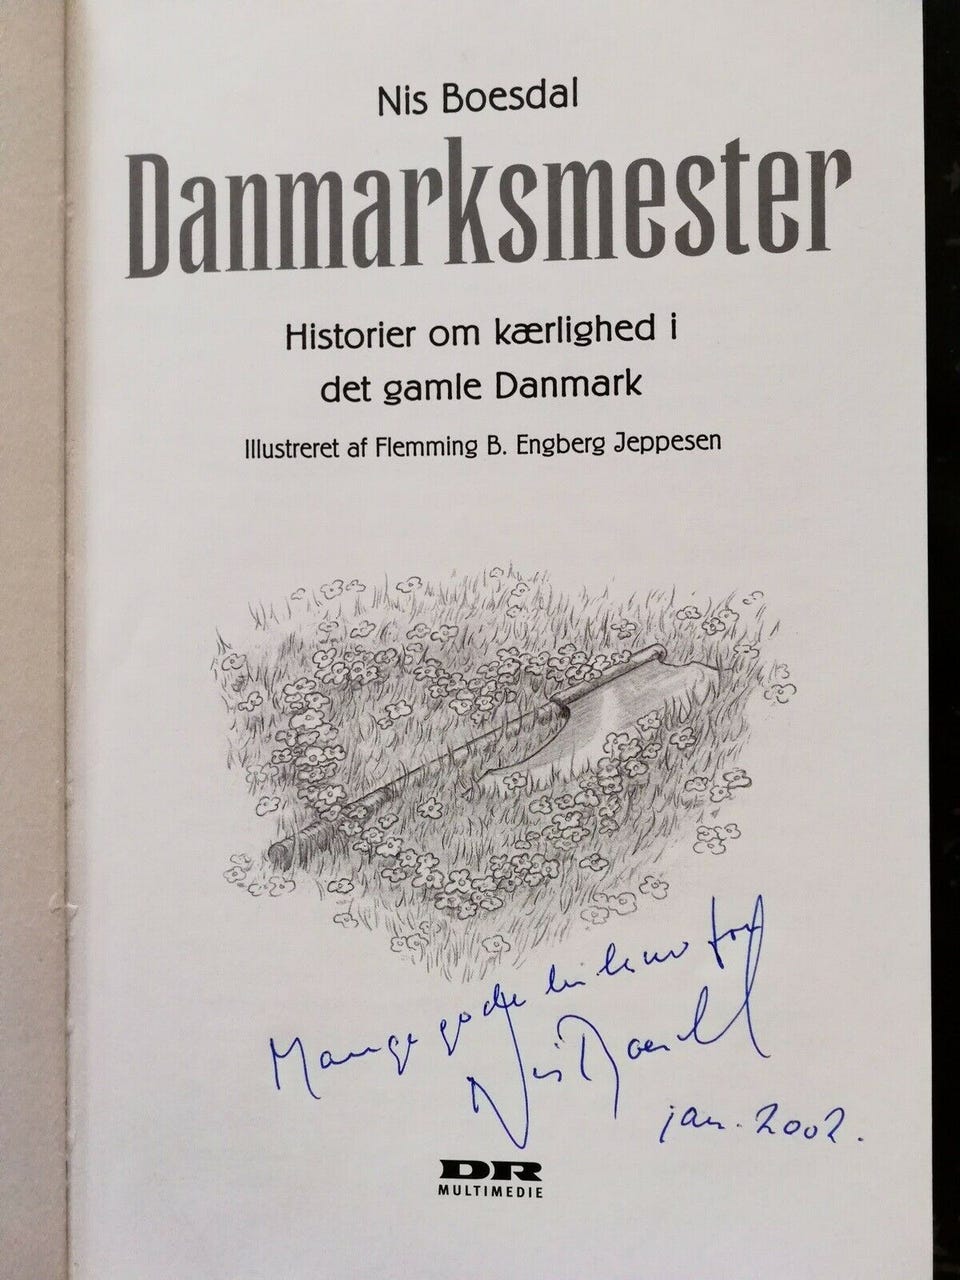 Nis Boesdal
Danmarksmester
Historier om kærlighed i
det gamle Danmark
Illustreret af Flemming B. Engberg Jeppesen
Mange gode hilsner fra
Nis Boesdal
jan. 2002.
DR
MULTIMEDIE